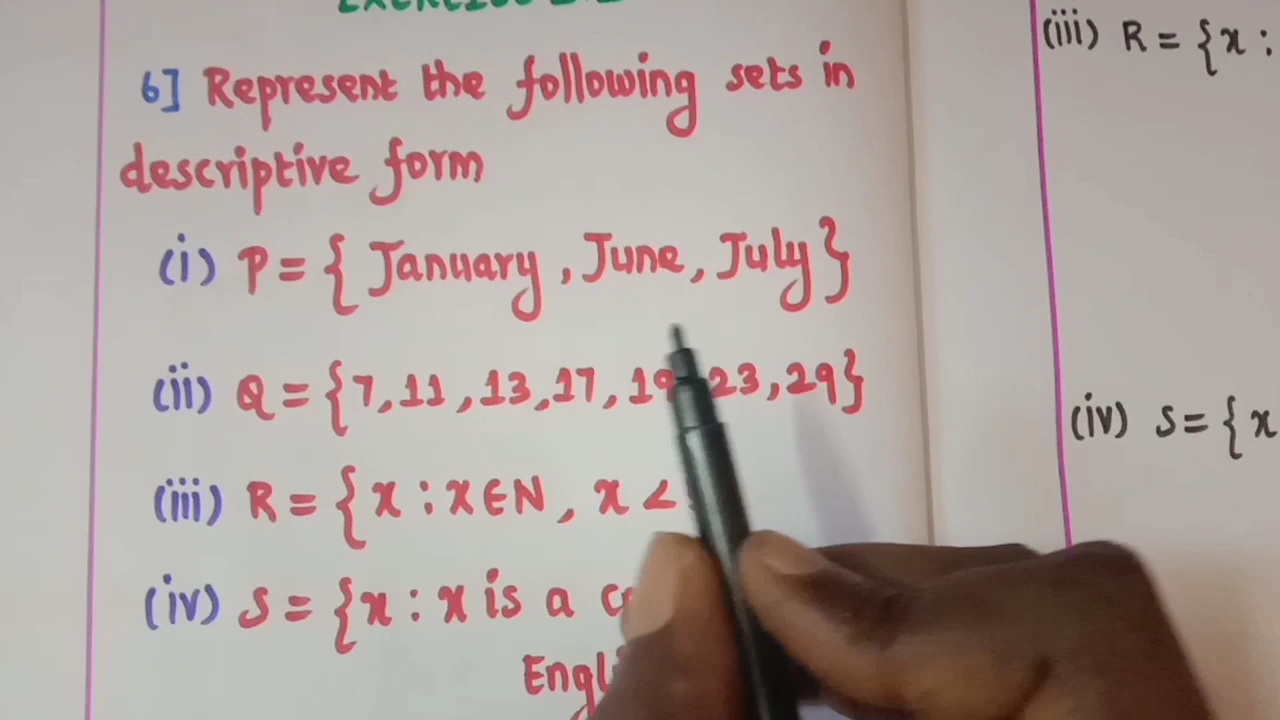 6] Represent the following sets in
descriptive form
(i) P = { January, June, July }
(ii) Q = {7, 11, 13, 17, 19, 23, 29}
(iii) R = { x : x ∈ N, x <
(iv) S = {x : x is a
(iii) R = {x :
(iv) S = {x